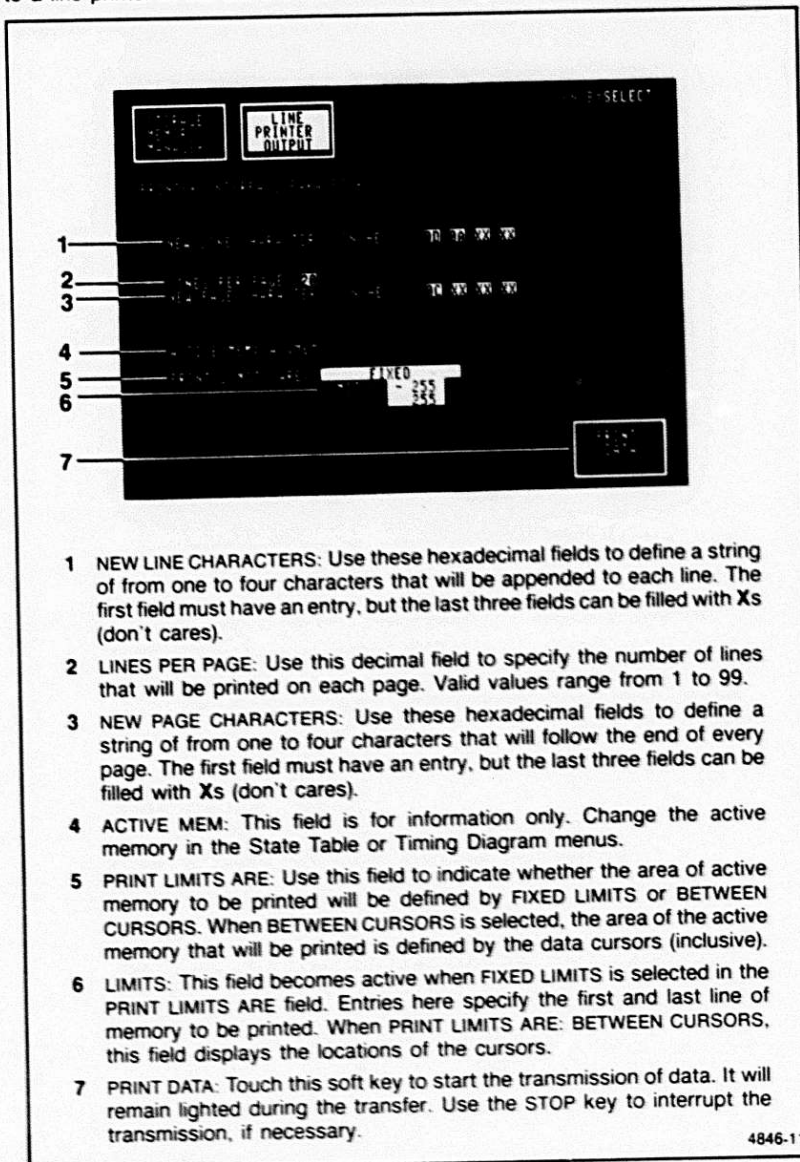 to a line prin
SELECT
LINE
PRINTER
OUTPUT
1
XX XX
2
3
XX XX XX
4
5
FIXED
6
- 255
255
7
1 NEW LINE CHARACTERS: Use these hexadecimal fields to define a string
of from one to four characters that will be appended to each line. The
first field must have an entry, but the last three fields can be filled with Xs
(don't cares).
2 LINES PER PAGE: Use this decimal field to specify the number of lines
that will be printed on each page. Valid values range from 1 to 99.
3 NEW PAGE CHARACTERS: Use these hexadecimal fields to define a
string of from one to four characters that will follow the end of every
page. The first field must have an entry, but the last three fields can be
filled with Xs (don't cares).
4 ACTIVE MEM: This field is for information only. Change the active
memory in the State Table or Timing Diagram menus.
5 PRINT LIMITS ARE: Use this field to indicate whether the area of active
memory to be printed will be defined by FIXED LIMITS or BETWEEN
CURSORS. When BETWEEN CURSORS is selected, the area of the active
memory that will be printed is defined by the data cursors (inclusive).
6 LIMITS: This field becomes active when FIXED LIMITS is selected in the
PRINT LIMITS ARE field. Entries here specify the first and last line of
memory to be printed. When PRINT LIMITS ARE: BETWEEN CURSORS,
this field displays the locations of the cursors.
7 PRINT DATA: Touch this soft key to start the transmission of data. It will
remain lighted during the transfer. Use the STOP key to interrupt the
transmission, if necessary.
4846-11